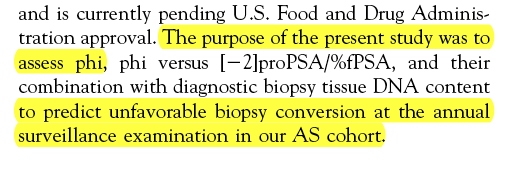 and is currently pending U.S. Food and Drug Adminis-
tration approval. The purpose of the present study was to
assess phi, phi versus [−2]proPSA/%fPSA, and their
combination with diagnostic biopsy tissue DNA content
to predict unfavorable biopsy conversion at the annual
surveillance examination in our AS cohort.